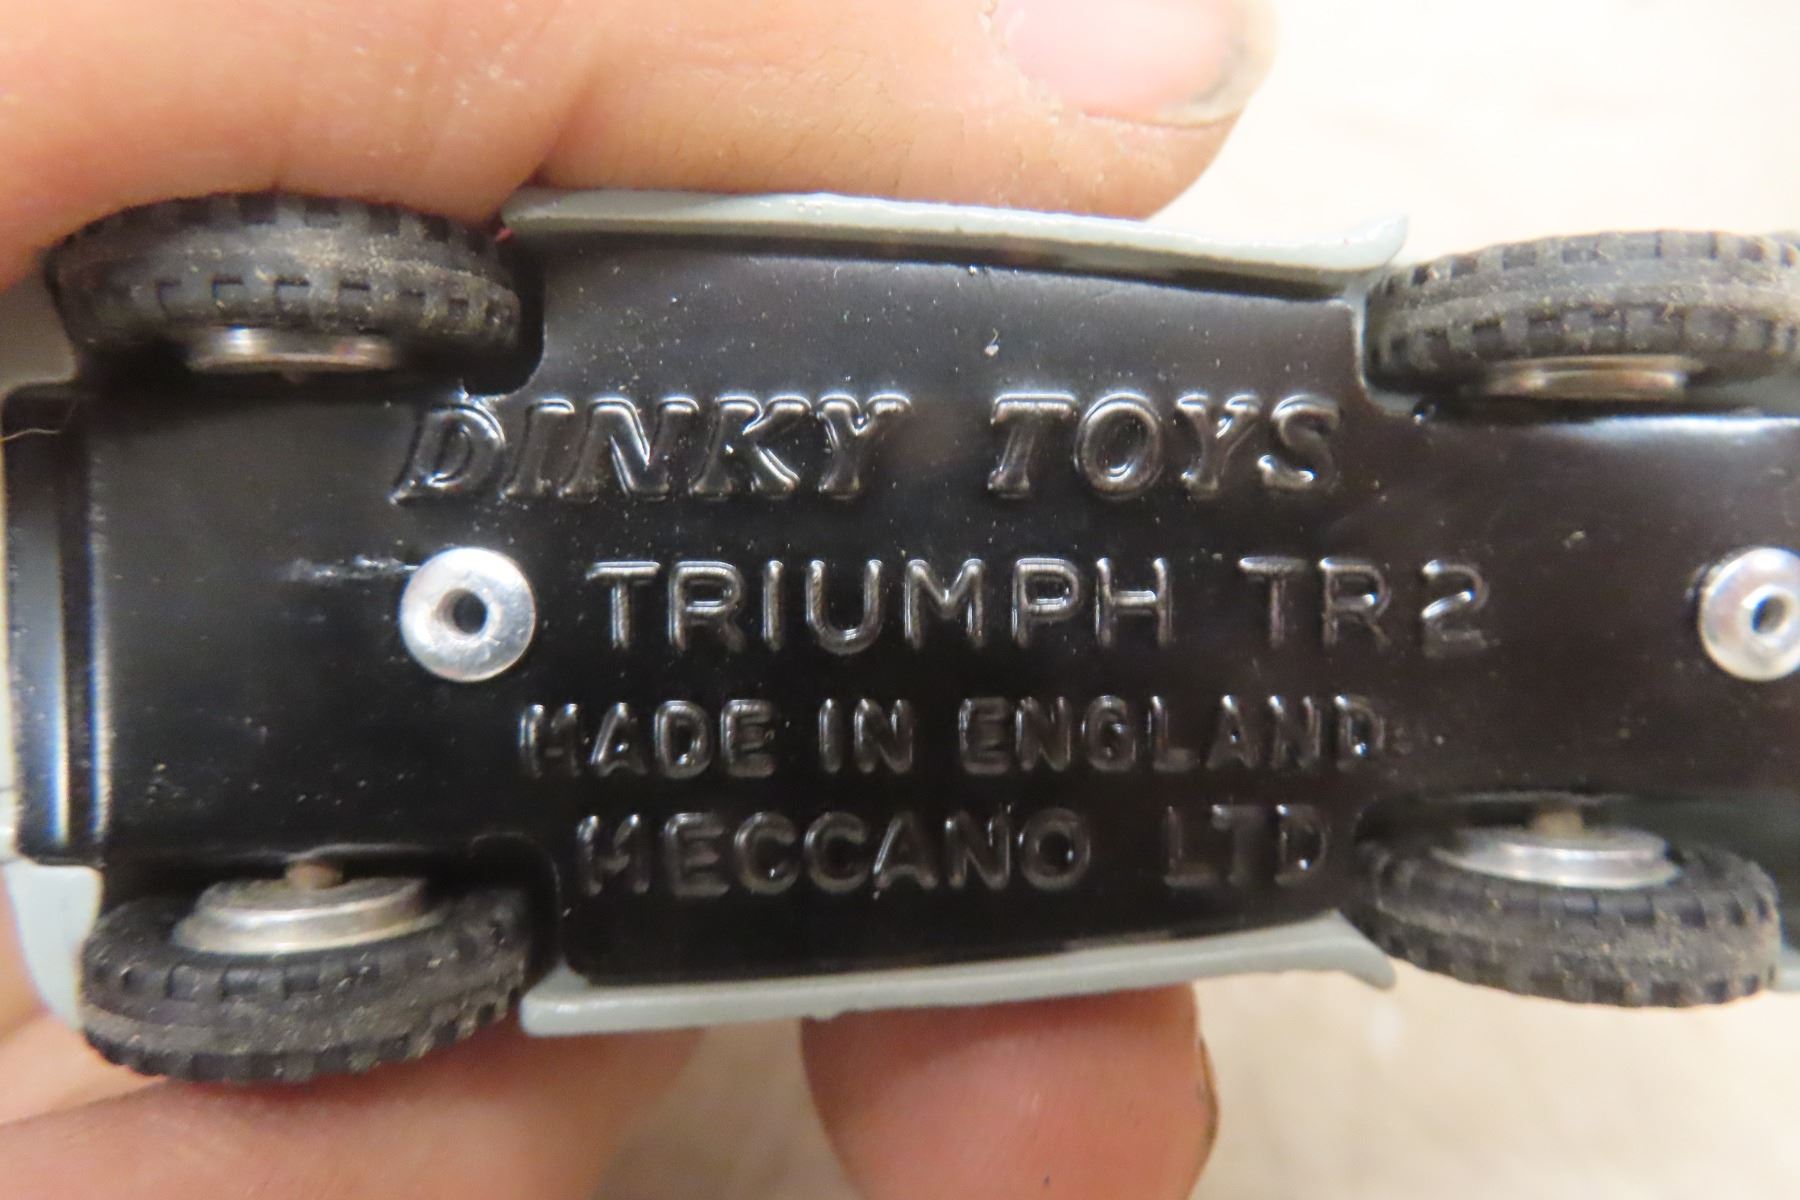 DINKY TOYS
TRIUMPH TR2
MADE IN ENGLAND
MECCANO LTD